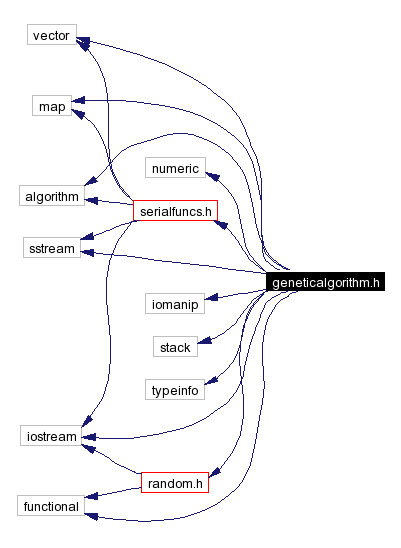 vector
map
numeric
algorithm
serialfuncs.h
sstream
geneticalgorithm.h
iomanip
stack
typeinfo
iostream
random.h
functional